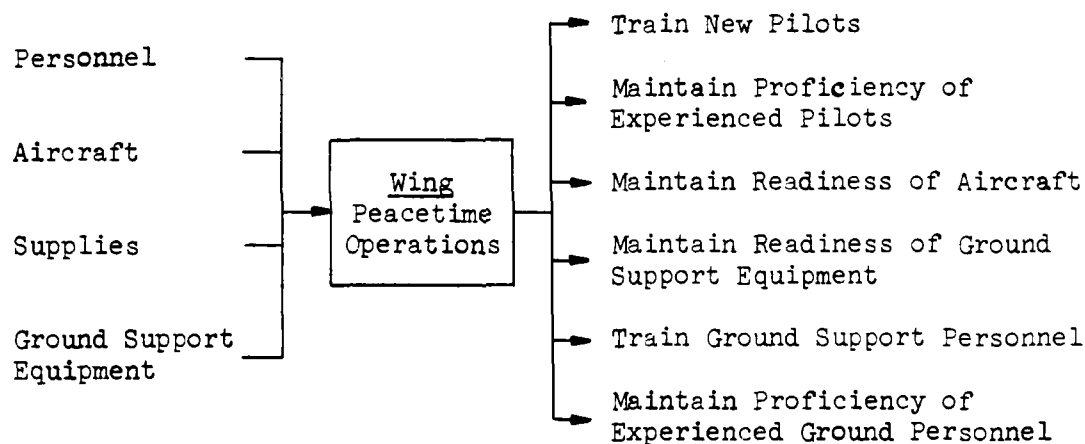 Personnel
Aircraft
Supplies
Ground Support
Equipment
Wing
Peacetime
Operations
Train New Pilots
Maintain Proficiency of
Experienced Pilots
Maintain Readiness of Aircraft
Maintain Readiness of Ground
Support Equipment
Train Ground Support Personnel
Maintain Proficiency of
Experienced Ground Personnel